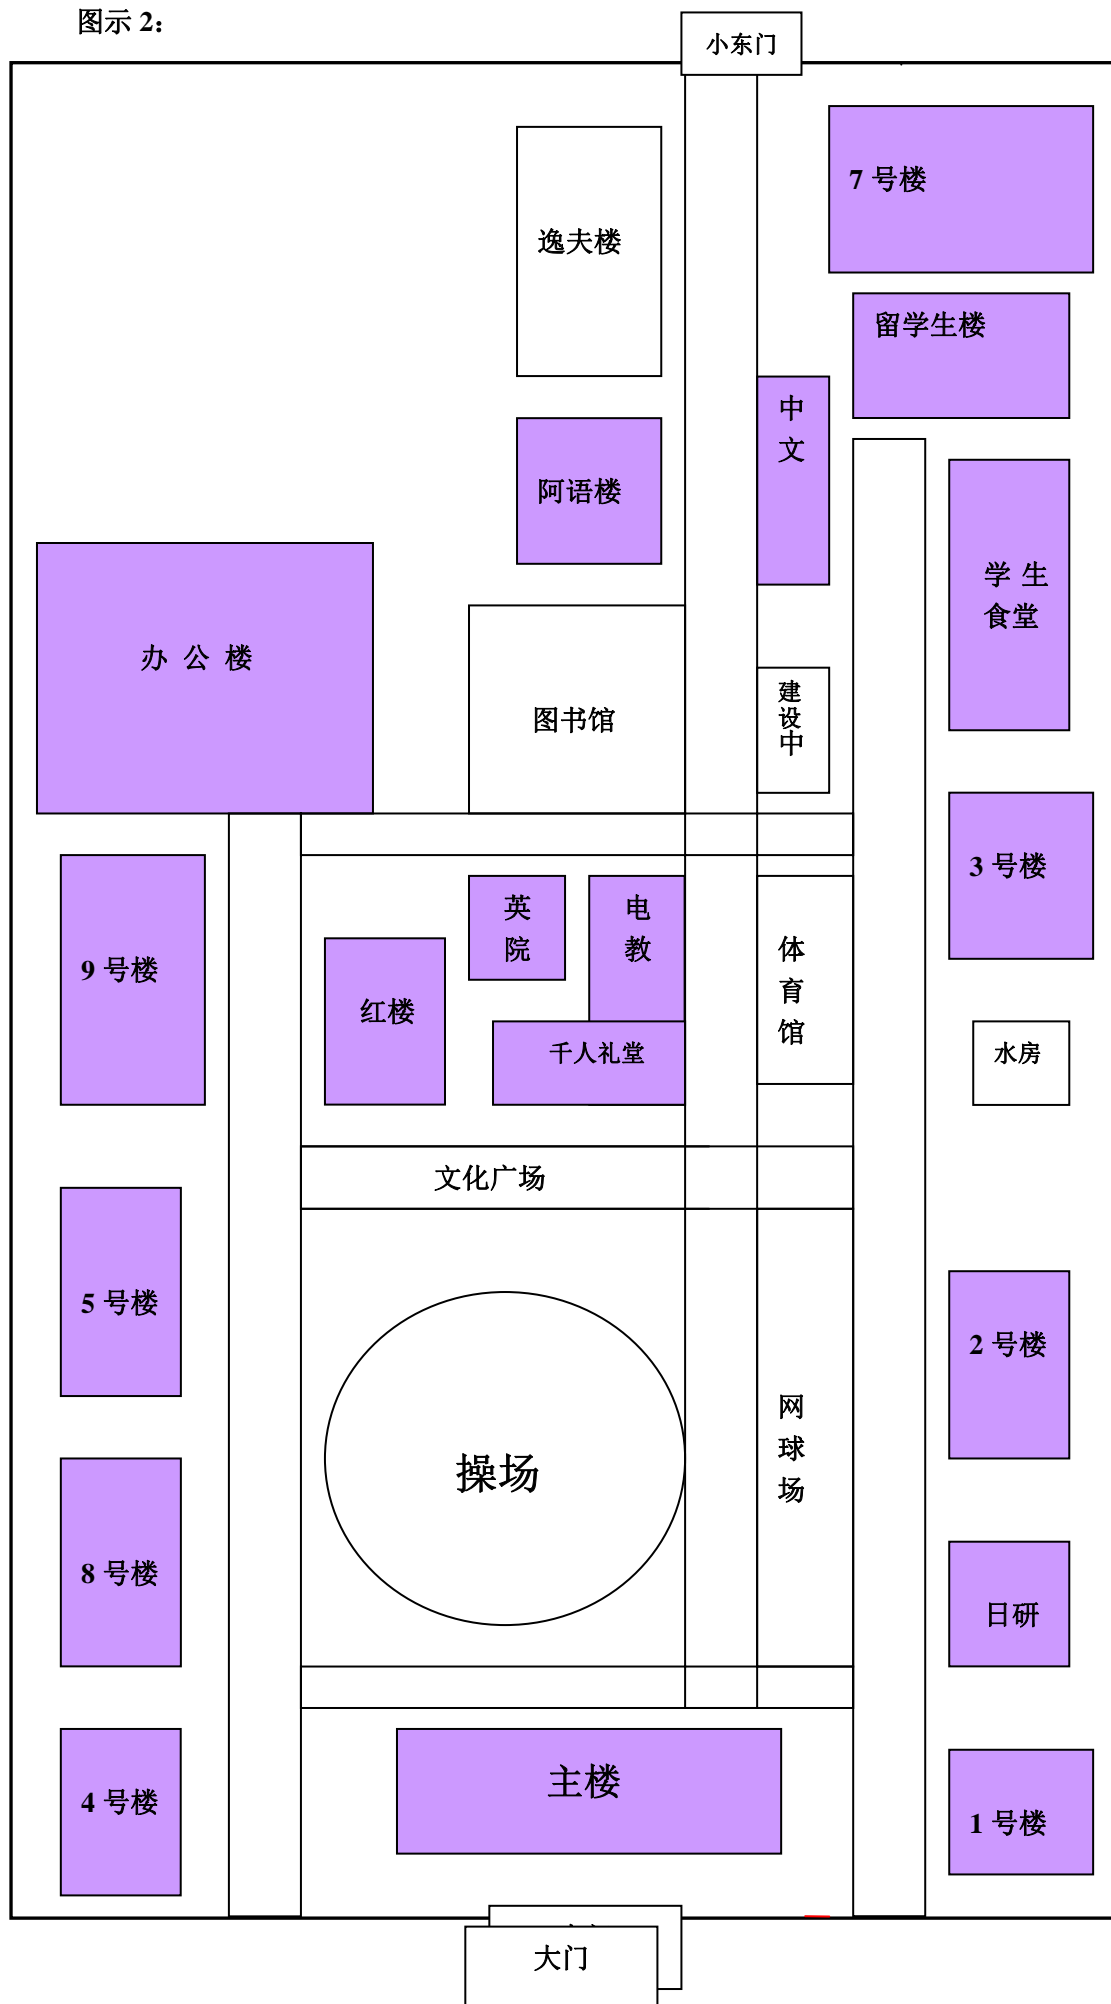 图示 2：
小东门
7 号楼
逸夫楼
留学生楼
中
文
阿语楼
学 生
食堂
办 公 楼
建
设
中
图书馆
3 号楼
英
院
电
教
体
育
馆
9 号楼
红楼
千人礼堂
水房
文化广场
5 号楼
2 号楼
网
球
场
操场
8 号楼
日研
主楼
4 号楼
1 号楼
大门